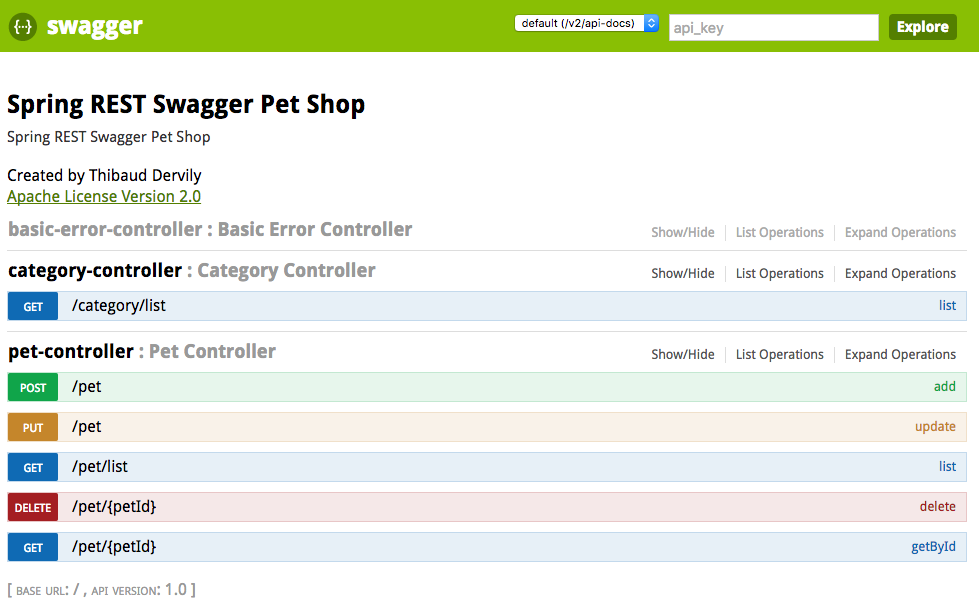 {···} swagger default (/v2/api-docs) api_key Explore
Spring REST Swagger Pet Shop
Spring REST Swagger Pet Shop
Created by Thibaud Dervily
Apache License Version 2.0
basic-error-controller : Basic Error Controller Show/Hide List Operations Expand Operations
category-controller : Category Controller Show/Hide List Operations Expand Operations
GET /category/list list
pet-controller : Pet Controller Show/Hide List Operations Expand Operations
POST /pet add
PUT /pet update
GET /pet/list list
DELETE /pet/{petId} delete
GET /pet/{petId} getById
[ BASE URL: / , API VERSION: 1.0 ]